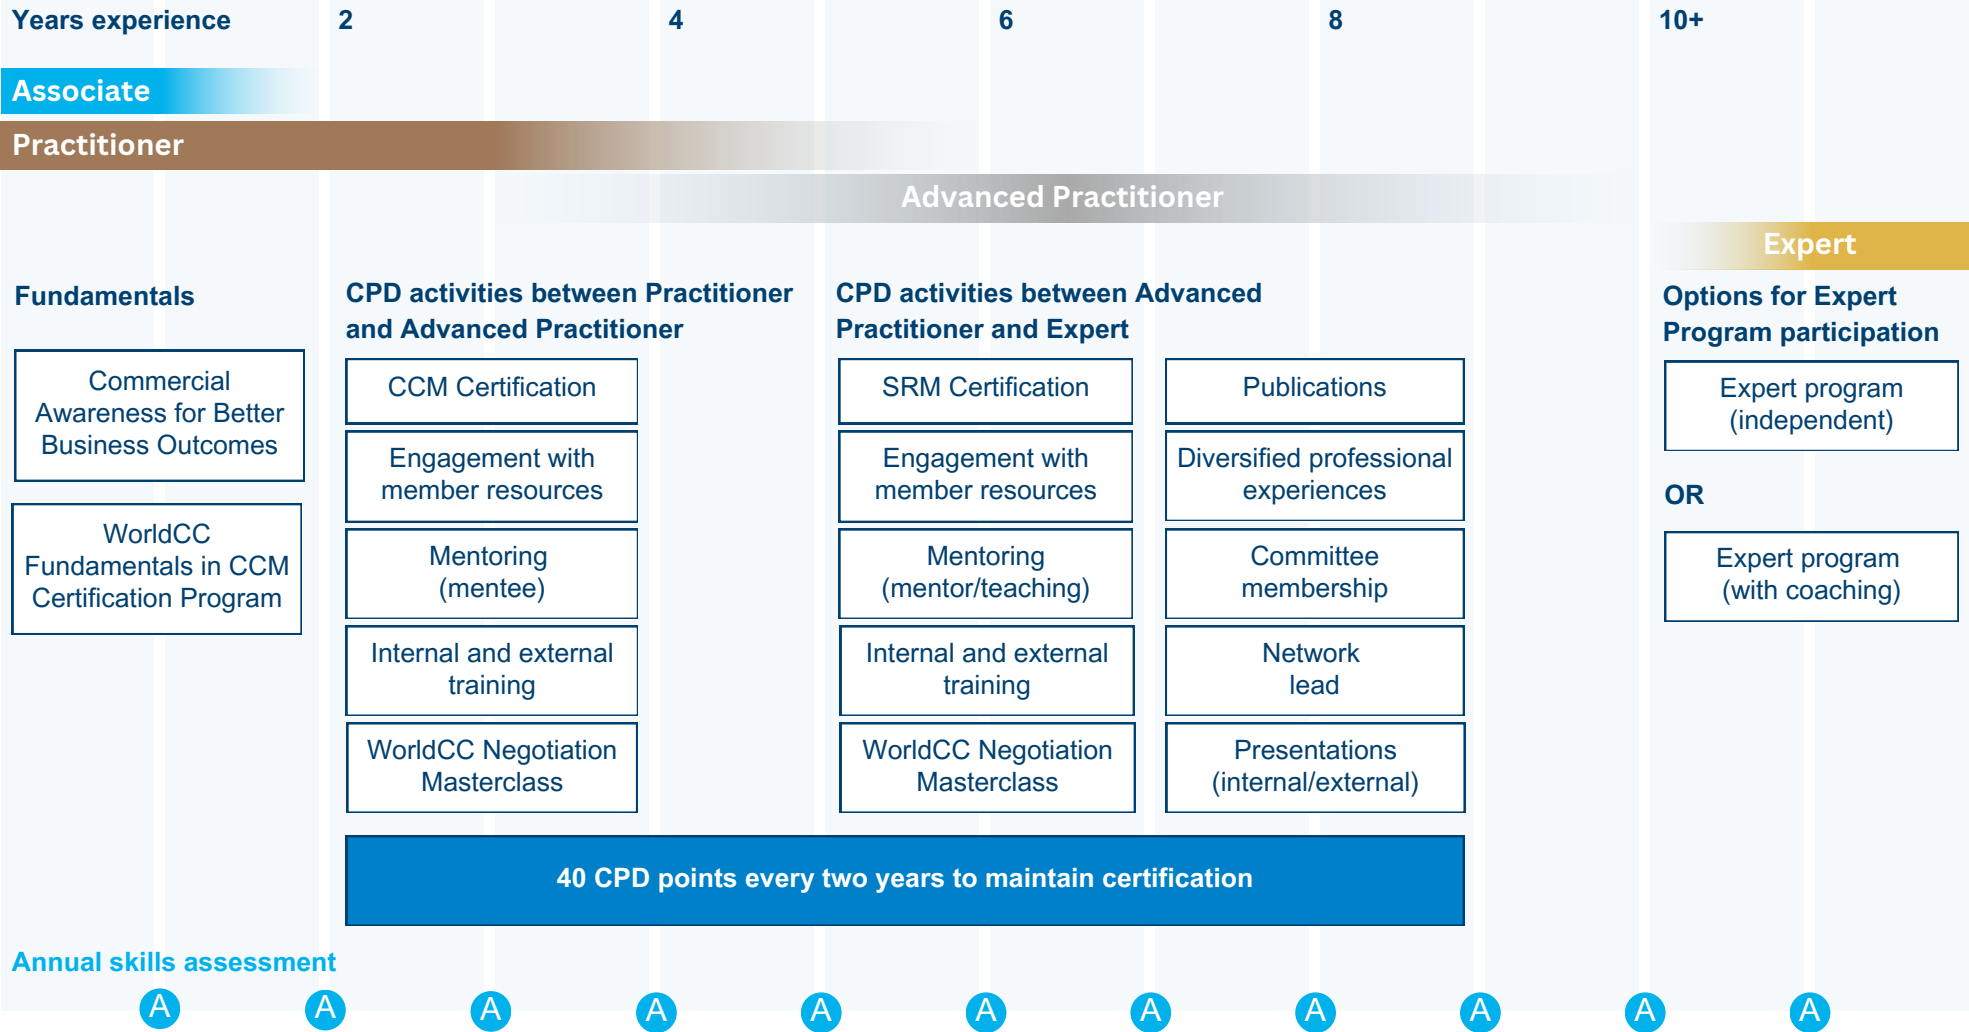 Years experience
2
4
6
8
10+
Associate
Practitioner
Advanced Practitioner
Expert
Fundamentals
Commercial
Awareness for Better
Business Outcomes
WorldCC
Fundamentals in CCM
Certification Program
CPD activities between Practitioner
and Advanced Practitioner
CCM Certification
Engagement with
member resources
Mentoring
(mentee)
Internal and external
training
WorldCC Negotiation
Masterclass
CPD activities between Advanced
Practitioner and Expert
SRM Certification
Engagement with
member resources
Mentoring
(mentor/teaching)
Internal and external
training
WorldCC Negotiation
Masterclass
Publications
Diversified professional
experiences
Committee
membership
Network
lead
Presentations
(internal/external)
Options for Expert
Program participation
Expert program
(independent)
OR
Expert program
(with coaching)
40 CPD points every two years to maintain certification
Annual skills assessment
A
A
A
A
A
A
A
A
A
A
A